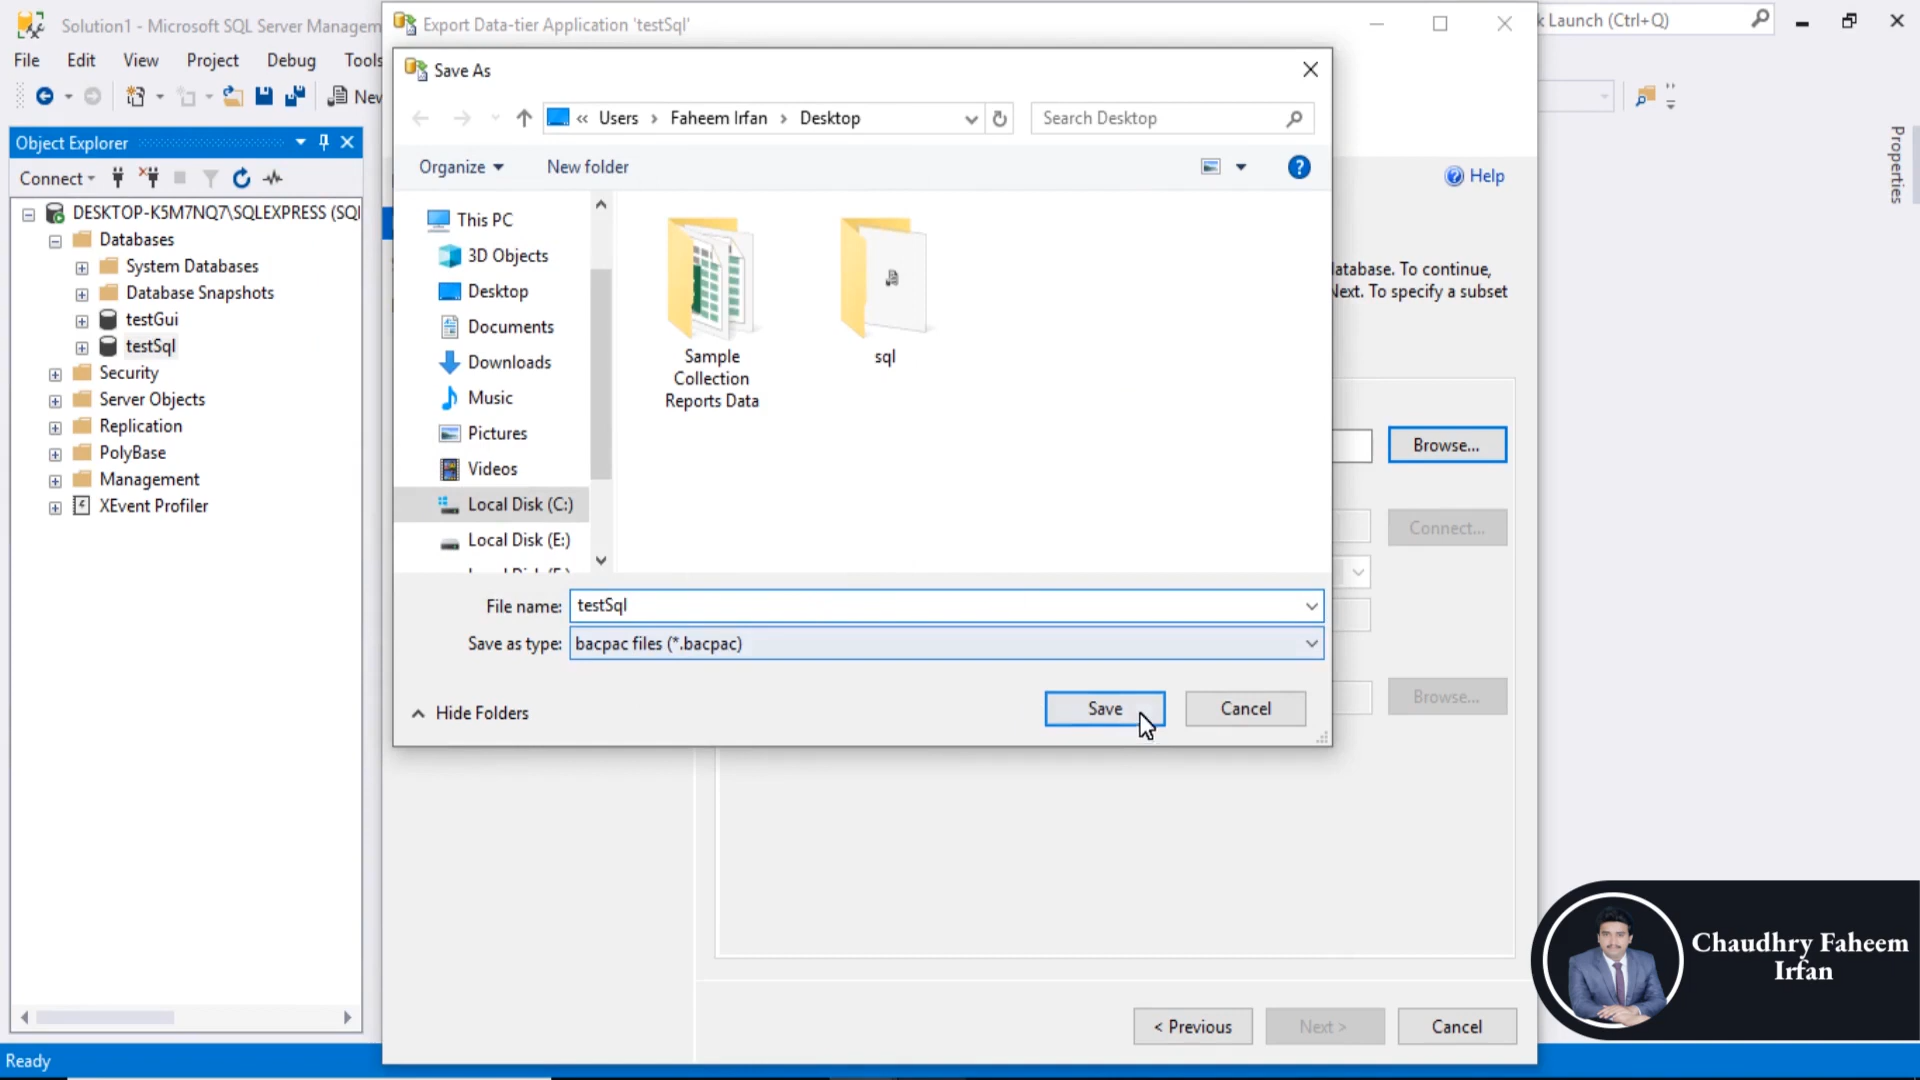 Solution1 - Microsoft SQL Server Managem
Export Data-tier Application 'testSql'
k Launch (Ctrl+Q)
File Edit View Project Debug Tools
Save As
New
« Users › Faheem Irfan › Desktop
Search Desktop
Properties
Object Explorer
Organize
New folder
?
Help
Connect
DESKTOP-K5M7NQ7\SQLEXPRESS (SQl
Databases
System Databases
Database Snapshots
testGui
testSql
Security
Server Objects
Replication
PolyBase
Management
XEvent Profiler
This PC
3D Objects
Desktop
Documents
Downloads
Music
Pictures
Videos
Local Disk (C:)
Local Disk (E:)
Sample
Collection
Reports Data
sql
latabase. To continue,
Next. To specify a subset
Browse...
Connect...
Browse...
File name: testSql
Save as type: bacpac files (*.bacpac)
Hide Folders
Save
Cancel
< Previous
Next >
Cancel
Chaudhry Faheem
Irfan
Ready